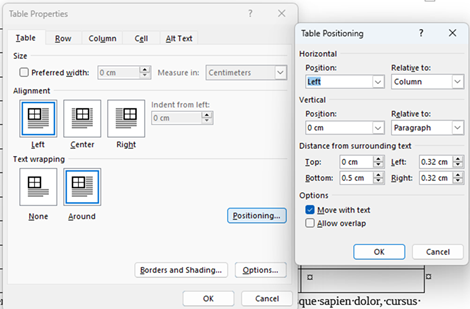 Table Properties
?
×
Table
Row
Column
Cell
Alt Text
Size
Preferred width:
0 cm
Measure in:
Centimeters
Alignment
Indent from left:
0 cm
Left
Center
Right
Text wrapping
None
Around
Positioning...
Borders and Shading...
Options...
OK
Cancel
Table Positioning
?
×
Horizontal
Position:
Relative to:
Left
Column
Vertical
Position:
Relative to:
0 cm
Paragraph
Distance from surrounding text
Top:
0 cm
Left:
0.32 cm
Bottom:
0.5 cm
Right:
0.32 cm
Options
Move with text
Allow overlap
OK
Cancel
¤
¤
que·sapien·dolor,·cursus·